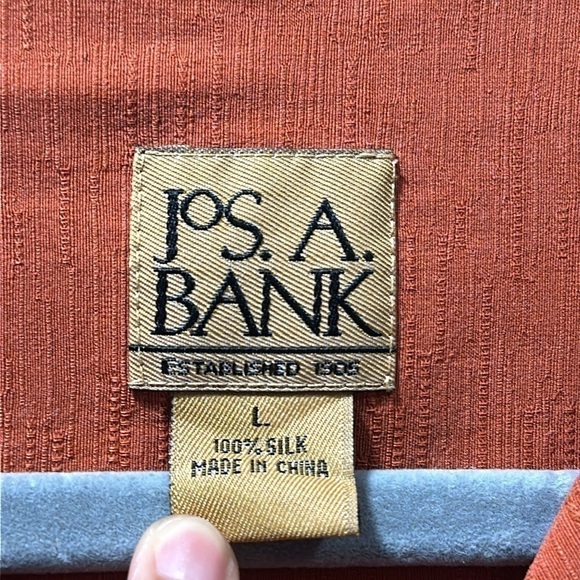 JOS. A.
BANK
ESTABLISHED 1905
L
100% SILK
MADE IN CHINA